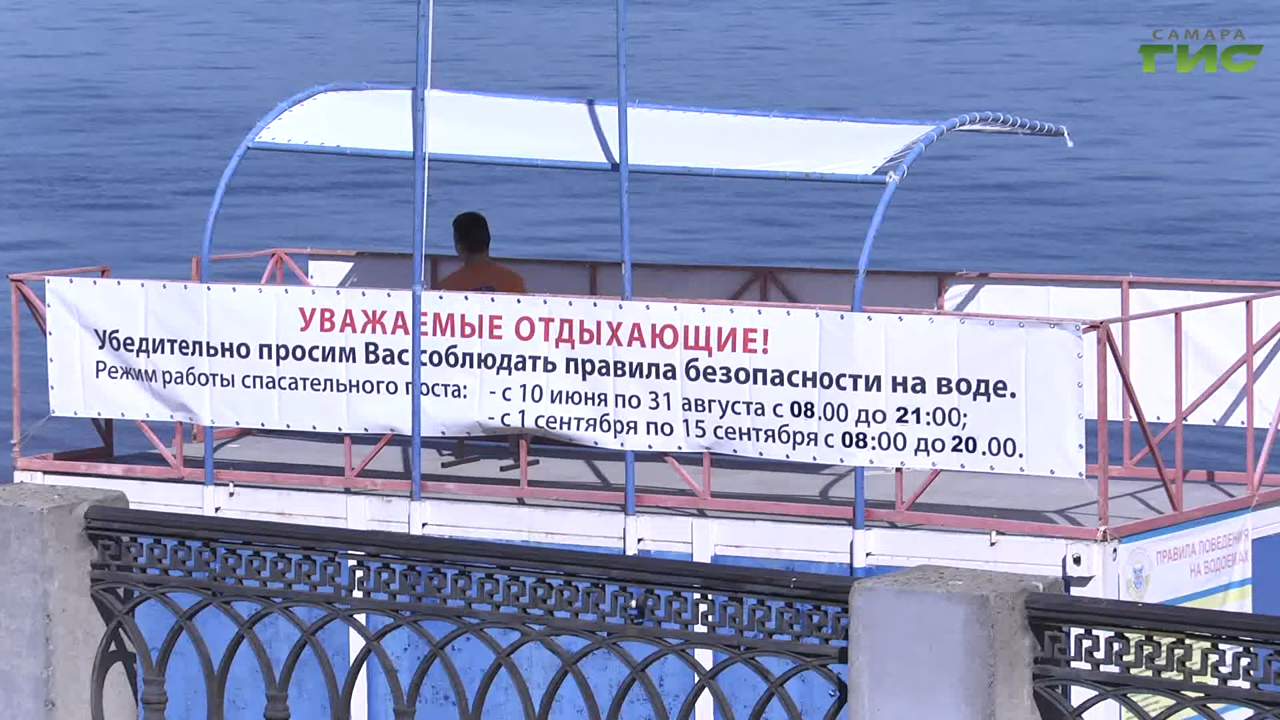 САМАРА
ГИС
УВАЖАЕМЫЕ ОТДЫХАЮЩИЕ!
Убедительно просим Вас соблюдать правила безопасности на воде.
Режим работы спасательного поста: - с 10 июня по 31 августа с 08.00 до 21:00;
- с 1 сентября по 15 сентября с 08:00 до 20.00.
ПРАВИЛА ПОВЕДЕНИЯ
НА ВОДОЕМАХ